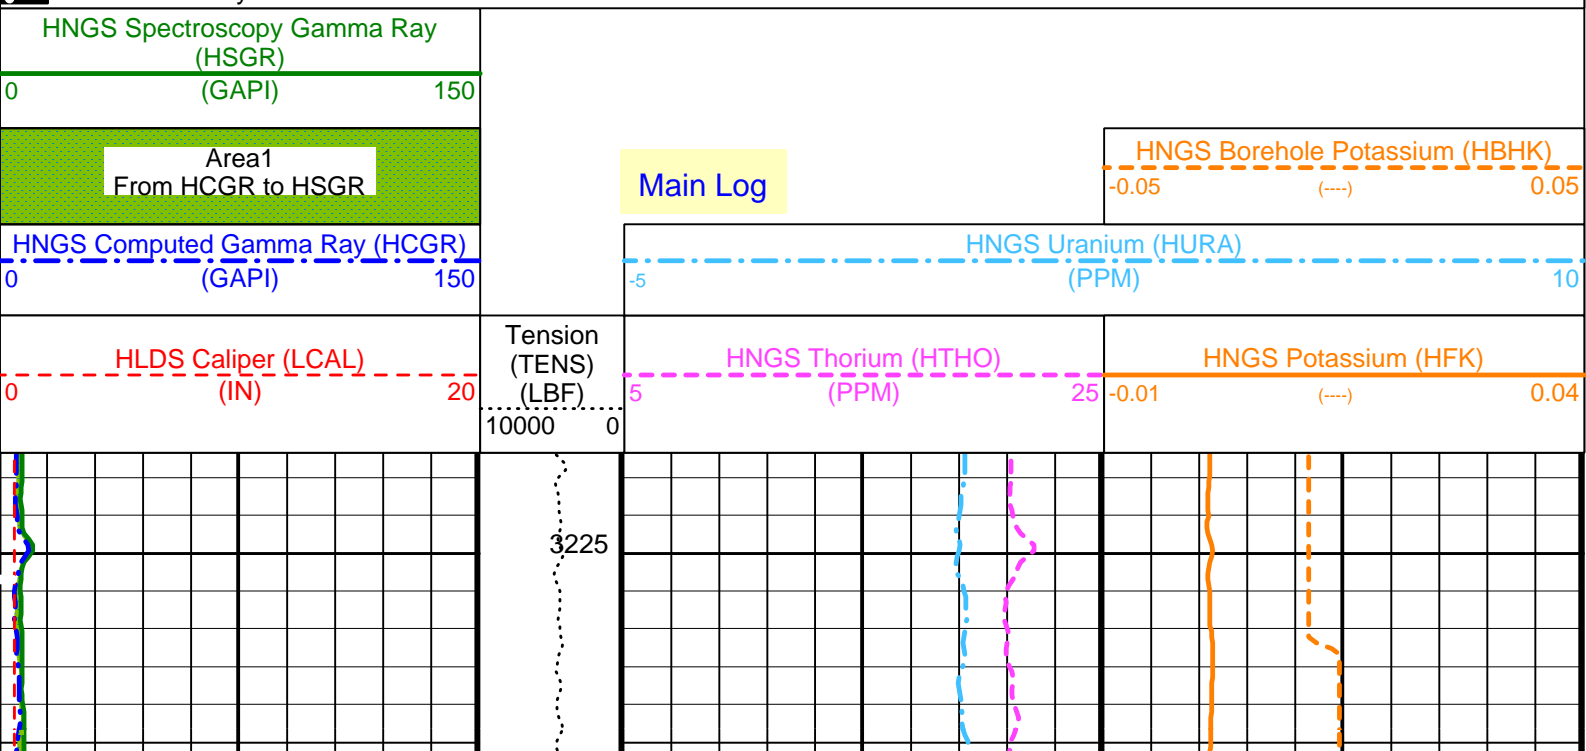 HNGS Spectroscopy Gamma Ray
(HSGR)
0 (GAPI) 150
Area1
From HCGR to HSGR
Main Log
HNGS Borehole Potassium (HBHK)
-0.05 (----) 0.05
HNGS Computed Gamma Ray (HCGR)
0 (GAPI) 150
HNGS Uranium (HURA)
-5 (PPM) 10
HLDS Caliper (LCAL)
0 (IN) 20
Tension
(TENS)
(LBF)
10000 0
HNGS Thorium (HTHO)
5 (PPM) 25
HNGS Potassium (HFK)
-0.01 (----) 0.04
3225